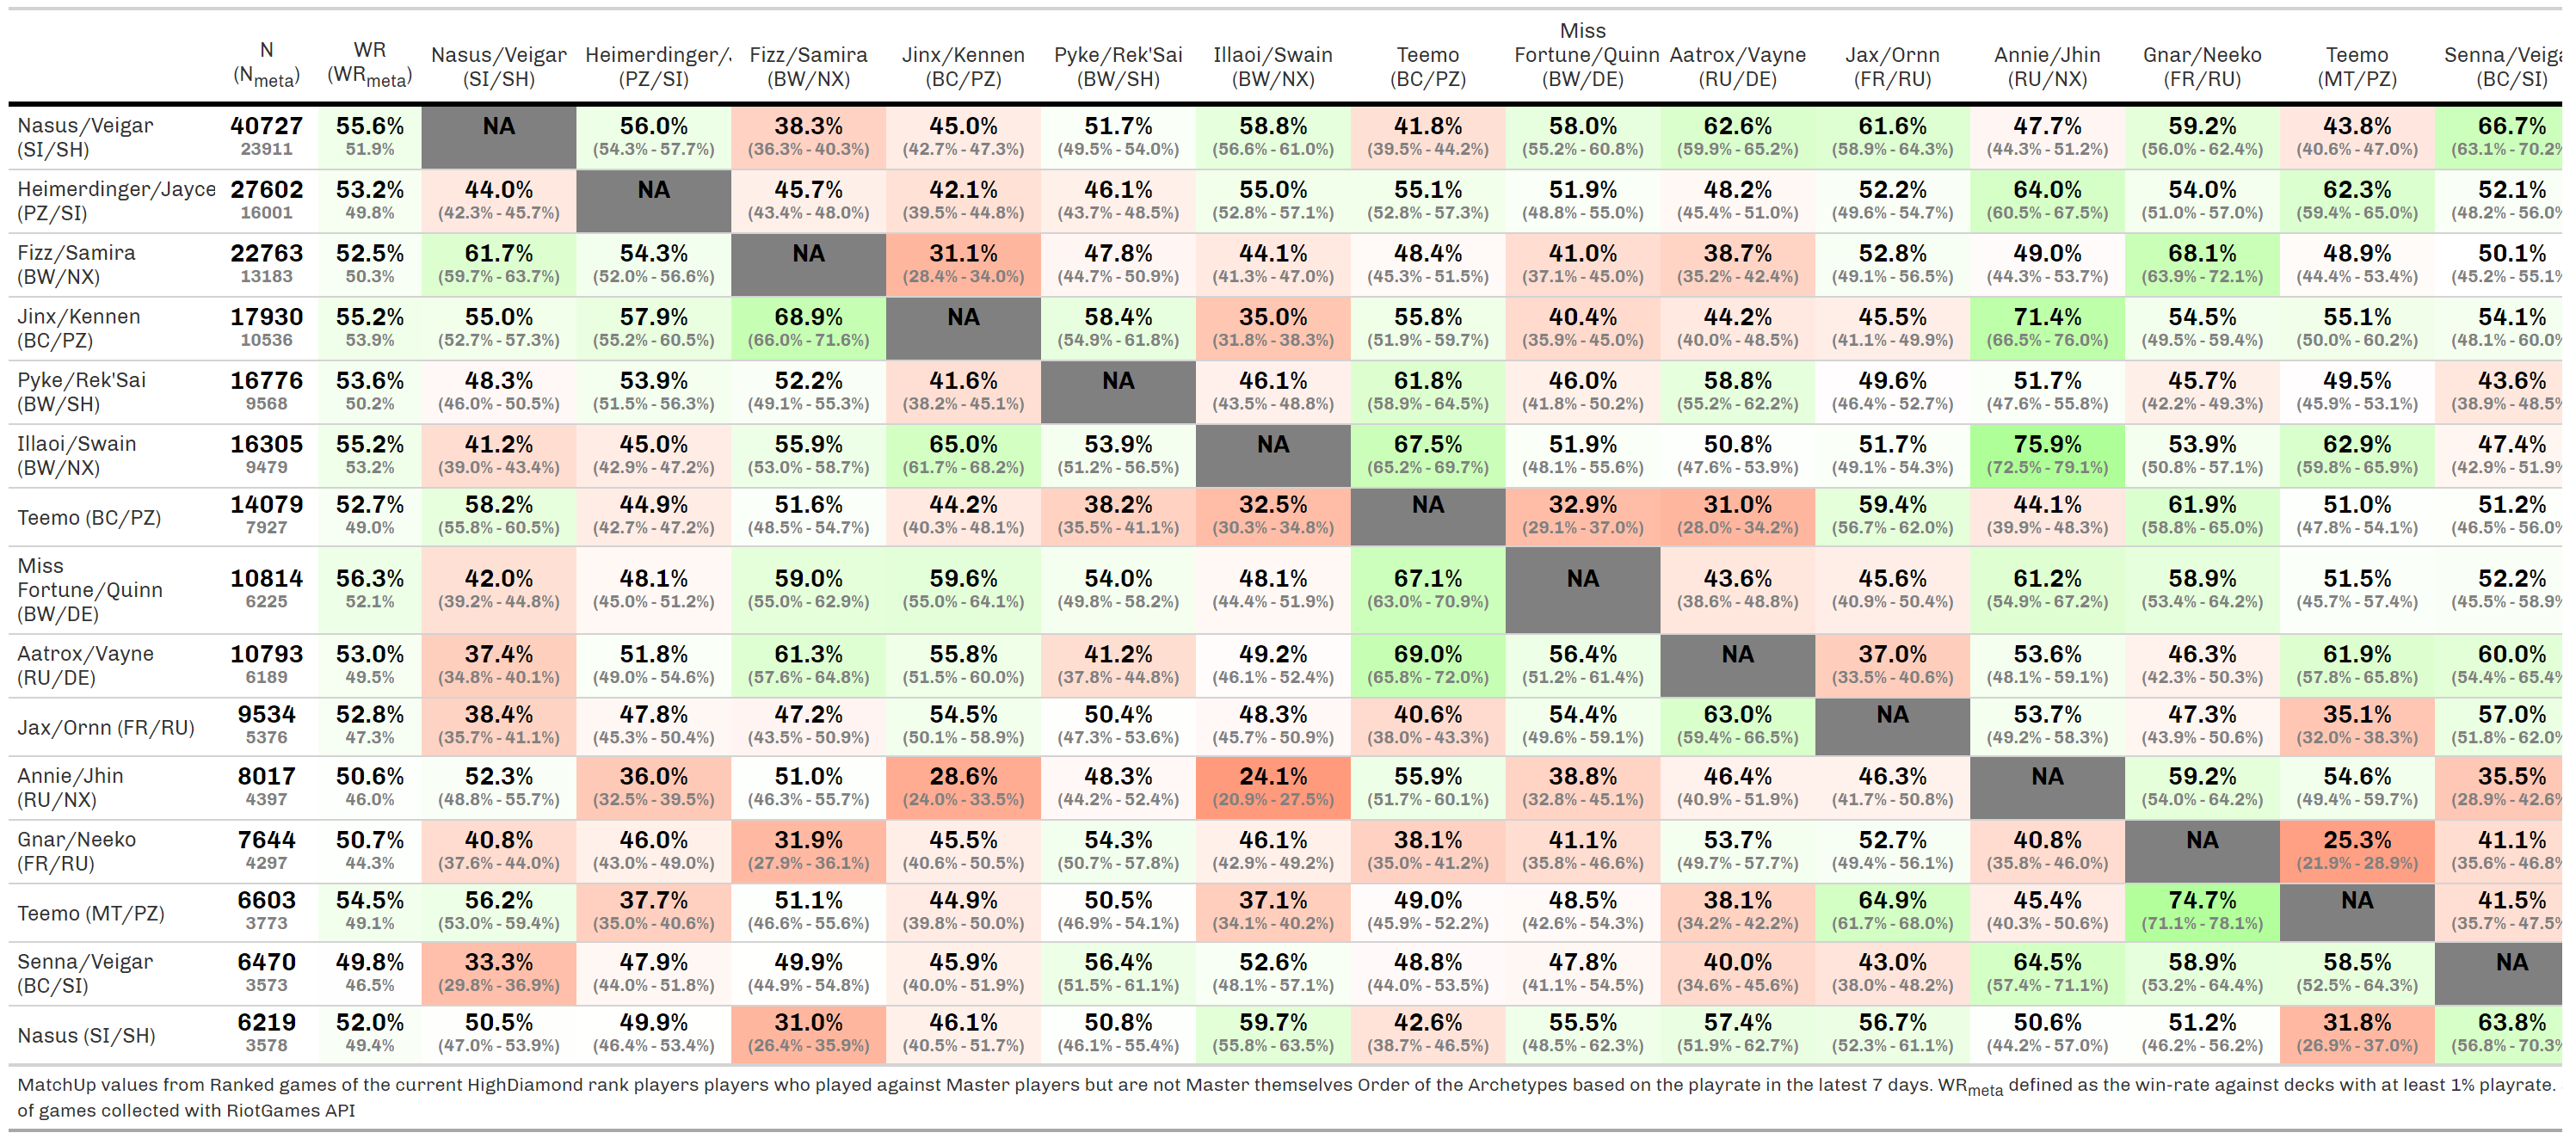 N (Nmeta) WR (WRmeta) Nasus/Veigar (SI/SH) Heimerdinger/J (PZ/SI) Fizz/Samira (BW/NX) Jinx/Kennen (BC/PZ) Pyke/Rek'Sai (BW/SH) Illaoi/Swain (BW/NX) Teemo (BC/PZ) Miss Fortune/Quinn (BW/DE) Aatrox/Vayne (RU/DE) Jax/Ornn (FR/RU) Annie/Jhin (RU/NX) Gnar/Neeko (FR/RU) Teemo (MT/PZ) Senna/Veiga (BC/SI)
Nasus/Veigar 40727 55.6% NA 56.0% 38.3% 45.0% 51.7% 58.8% 41.8% 58.0% 62.6% 61.6% 47.7% 59.2% 43.8% 66.7%
(SI/SH) 23911 51.9% (54.3% - 57.7%) (36.3% - 40.3%) (42.7% - 47.3%) (49.5% - 54.0%) (56.6% - 61.0%) (39.5% - 44.2%) (55.2% - 60.8%) (59.9% - 65.2%) (58.9% - 64.3%) (44.3% - 51.2%) (56.0% - 62.4%) (40.6% - 47.0%) (63.1% - 70.2%
Heimerdinger/Jayce 27602 53.2% 44.0% NA 45.7% 42.1% 46.1% 55.0% 55.1% 51.9% 48.2% 52.2% 64.0% 54.0% 62.3% 52.1%
(PZ/SI) 16001 49.8% (42.3% - 45.7%) (43.4% - 48.0%) (39.5% - 44.8%) (43.7% - 48.5%) (52.8% - 57.1%) (52.8% - 57.3%) (48.8% - 55.0%) (45.4% - 51.0%) (49.6% - 54.7%) (60.5% - 67.5%) (51.0% - 57.0%) (59.4% - 65.0%) (48.2% - 56.0%
Fizz/Samira 22763 52.5% 61.7% 54.3% NA 31.1% 47.8% 44.1% 48.4% 41.0% 38.7% 52.8% 49.0% 68.1% 48.9% 50.1%
(BW/NX) 13183 50.3% (59.7% - 63.7%) (52.0% - 56.6%) (28.4% - 34.0%) (44.7% - 50.9%) (41.3% - 47.0%) (45.3% - 51.5%) (37.1% - 45.0%) (35.2% - 42.4%) (49.1% - 56.5%) (44.3% - 53.7%) (63.9% - 72.1%) (44.4% - 53.4%) (45.2% - 55.1%
Jinx/Kennen 17930 55.2% 55.0% 57.9% 68.9% NA 58.4% 35.0% 55.8% 40.4% 44.2% 45.5% 71.4% 54.5% 55.1% 54.1%
(BC/PZ) 10536 53.9% (52.7% - 57.3%) (55.2% - 60.5%) (66.0% - 71.6%) (54.9% - 61.8%) (31.8% - 38.3%) (51.9% - 59.7%) (35.9% - 45.0%) (40.0% - 48.5%) (41.1% - 49.9%) (66.5% - 76.0%) (49.5% - 59.4%) (50.0% - 60.2%) (48.1% - 60.0%
Pyke/Rek'Sai 16776 53.6% 48.3% 53.9% 52.2% 41.6% NA 46.1% 61.8% 46.0% 58.8% 49.6% 51.7% 45.7% 49.5% 43.6%
(BW/SH) 9568 50.2% (46.0% - 50.5%) (51.5% - 56.3%) (49.1% - 55.3%) (38.2% - 45.1%) (43.5% - 48.8%) (58.9% - 64.5%) (41.8% - 50.2%) (55.2% - 62.2%) (46.4% - 52.7%) (47.6% - 55.8%) (42.2% - 49.3%) (45.9% - 53.1%) (38.9% - 48.5%
Illaoi/Swain 16305 55.2% 41.2% 45.0% 55.9% 65.0% 53.9% NA 67.5% 51.9% 50.8% 51.7% 75.9% 53.9% 62.9% 47.4%
(BW/NX) 9479 53.2% (39.0% - 43.4%) (42.9% - 47.2%) (53.0% - 58.7%) (61.7% - 68.2%) (51.2% - 56.5%) (65.2% - 69.7%) (48.1% - 55.6%) (47.6% - 53.9%) (49.1% - 54.3%) (72.5% - 79.1%) (50.8% - 57.1%) (59.8% - 65.9%) (42.9% - 51.9%
Teemo (BC/PZ) 14079 52.7% 58.2% 44.9% 51.6% 44.2% 38.2% 32.5% NA 32.9% 31.0% 59.4% 44.1% 61.9% 51.0% 51.2%
7927 49.0% (55.8% - 60.5%) (42.7% - 47.2%) (48.5% - 54.7%) (40.3% - 48.1%) (35.5% - 41.1%) (30.3% - 34.8%) (29.1% - 37.0%) (28.0% - 34.2%) (56.7% - 62.0%) (39.9% - 48.3%) (58.8% - 65.0%) (47.8% - 54.1%) (46.5% - 56.0%
Miss Fortune/Quinn 10814 56.3% 42.0% 48.1% 59.0% 59.6% 54.0% 48.1% 67.1% NA 43.6% 45.6% 61.2% 58.9% 51.5% 52.2%
(BW/DE) 6225 52.1% (39.2% - 44.8%) (45.0% - 51.2%) (55.0% - 62.9%) (55.0% - 64.1%) (49.8% - 58.2%) (44.4% - 51.9%) (63.0% - 70.9%) (38.6% - 48.8%) (40.9% - 50.4%) (54.9% - 67.2%) (53.4% - 64.2%) (45.7% - 57.4%) (45.5% - 58.9%
Aatrox/Vayne 10793 53.0% 37.4% 51.8% 61.3% 55.8% 41.2% 49.2% 69.0% 56.4% NA 37.0% 53.6% 46.3% 61.9% 60.0%
(RU/DE) 6189 49.5% (34.8% - 40.1%) (49.0% - 54.6%) (57.6% - 64.8%) (51.5% - 60.0%) (37.8% - 44.8%) (46.1% - 52.4%) (65.8% - 72.0%) (51.2% - 61.4%) (33.5% - 40.6%) (48.1% - 59.1%) (42.3% - 50.3%) (57.8% - 65.8%) (54.4% - 65.4%
Jax/Ornn (FR/RU) 9534 52.8% 38.4% 47.8% 47.2% 54.5% 50.4% 48.3% 40.6% 54.4% 63.0% NA 53.7% 47.3% 35.1% 57.0%
5376 47.3% (35.7% - 41.1%) (45.3% - 50.4%) (43.5% - 50.9%) (50.1% - 58.9%) (47.3% - 53.6%) (45.7% - 50.9%) (38.0% - 43.3%) (49.6% - 59.1%) (59.4% - 66.5%) (49.2% - 58.3%) (43.9% - 50.6%) (32.0% - 38.3%) (51.8% - 62.0%
Annie/Jhin 8017 50.6% 52.3% 36.0% 51.0% 28.6% 48.3% 24.1% 55.9% 38.8% 46.4% 46.3% NA 59.2% 54.6% 35.5%
(RU/NX) 4397 46.0% (48.8% - 55.7%) (32.5% - 39.5%) (46.3% - 55.7%) (24.0% - 33.5%) (44.2% - 52.4%) (20.9% - 27.5%) (51.7% - 60.1%) (32.8% - 45.1%) (40.9% - 51.9%) (41.7% - 50.8%) (54.0% - 64.2%) (49.4% - 59.7%) (28.9% - 42.6%
Gnar/Neeko 7644 50.7% 40.8% 46.0% 31.9% 45.5% 54.3% 46.1% 38.1% 41.1% 53.7% 52.7% 40.8% NA 25.3% 41.1%
(FR/RU) 4297 44.3% (37.6% - 44.0%) (43.0% - 49.0%) (27.9% - 36.1%) (40.6% - 50.5%) (50.7% - 57.8%) (42.9% - 49.2%) (35.0% - 41.2%) (35.8% - 46.6%) (49.7% - 57.7%) (49.4% - 56.1%) (35.8% - 46.0%) (21.9% - 28.9%) (35.6% - 46.8%
Teemo (MT/PZ) 6603 54.5% 56.2% 37.7% 51.1% 44.9% 50.5% 37.1% 49.0% 48.5% 38.1% 64.9% 45.4% 74.7% NA 41.5%
3773 49.1% (53.0% - 59.4%) (35.0% - 40.6%) (46.6% - 55.6%) (39.8% - 50.0%) (46.9% - 54.1%) (34.1% - 40.2%) (45.9% - 52.2%) (42.6% - 54.3%) (34.2% - 42.2%) (61.7% - 68.0%) (40.3% - 50.6%) (71.1% - 78.1%) (35.7% - 47.5%
Senna/Veigar 6470 49.8% 33.3% 47.9% 49.9% 45.9% 56.4% 52.6% 48.8% 47.8% 40.0% 43.0% 64.5% 58.9% 58.5% NA
(BC/SI) 3573 46.5% (29.8% - 36.9%) (44.0% - 51.8%) (44.9% - 54.8%) (40.0% - 51.9%) (51.5% - 61.1%) (48.1% - 57.1%) (44.0% - 53.5%) (41.1% - 54.5%) (34.6% - 45.6%) (38.0% - 48.2%) (57.4% - 71.1%) (53.2% - 64.4%) (52.5% - 64.3%)
Nasus (SI/SH) 6219 52.0% 50.5% 49.9% 31.0% 46.1% 50.8% 59.7% 42.6% 55.5% 57.4% 56.7% 50.6% 51.2% 31.8% 63.8%
3578 49.4% (47.0% - 53.9%) (46.4% - 53.4%) (26.4% - 35.9%) (40.5% - 51.7%) (46.1% - 55.4%) (55.8% - 63.5%) (38.7% - 46.5%) (48.5% - 62.3%) (51.9% - 62.7%) (52.3% - 61.1%) (44.2% - 57.0%) (46.2% - 56.2%) (26.9% - 37.0%) (56.8% - 70.3%
MatchUp values from Ranked games of the current HighDiamond rank players players who played against Master players but are not Master themselves Order of the Archetypes based on the playrate in the latest 7 days. WRmeta defined as the win-rate against decks with at least 1% playrate.
of games collected with RiotGames API